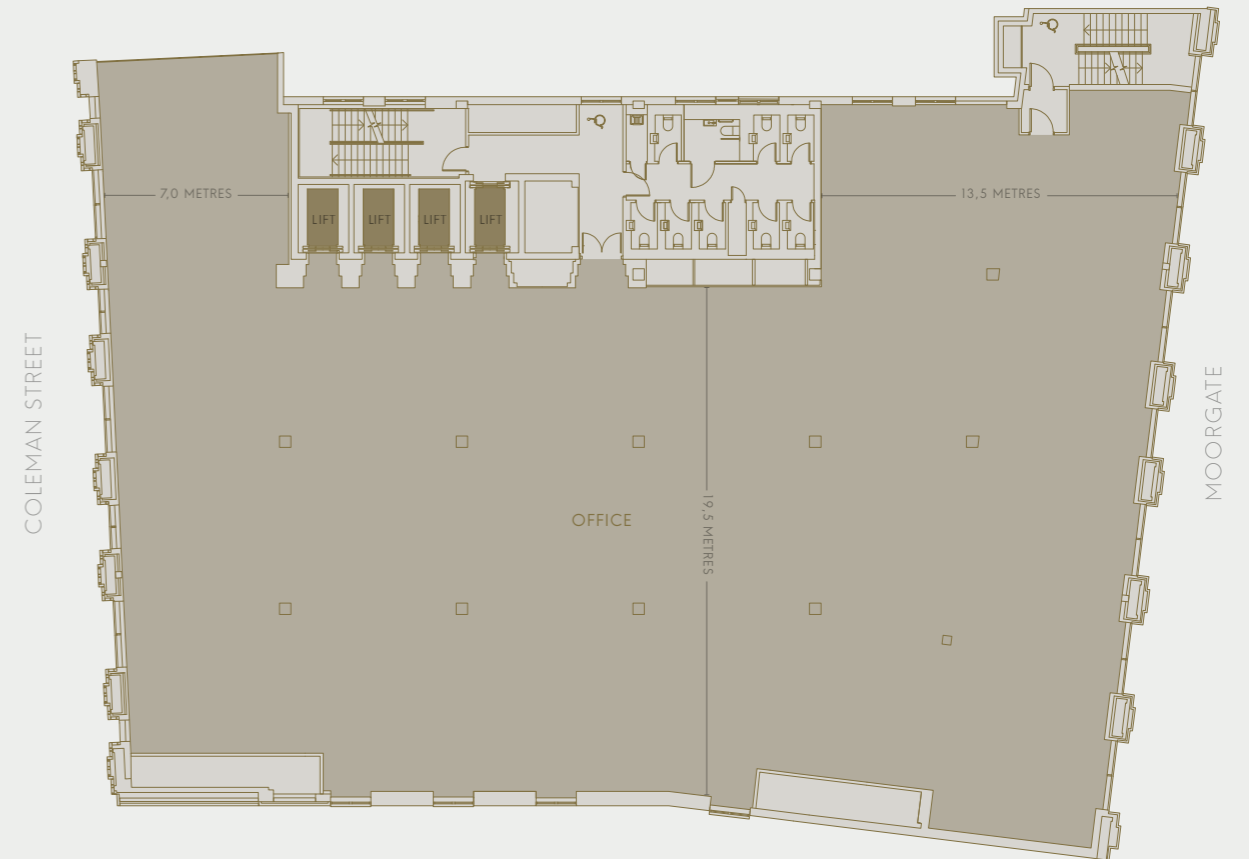 7,0 METRES
13,5 METRES
LIFT
LIFT
LIFT
LIFT
COLEMAN STREET
MOORGATE
OFFICE
19,5 METRES